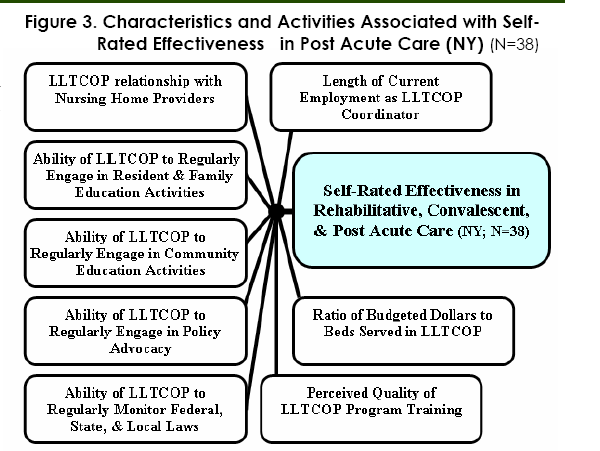 Figure 3. Characteristics and Activities Associated with Self-
Rated Effectiveness in Post Acute Care (NY) (N=38)
LLTCOP relationship with
Nursing Home Providers
Length of Current
Employment as LLTCOP
Coordinator
Ability of LLTCOP to Regularly
Engage in Resident & Family
Education Activities
Self-Rated Effectiveness in
Rehabilitative, Convalescent,
& Post Acute Care (NY; N=38)
Ability of LLTCOP to
Regularly Engage in Community
Education Activities
Ability of LLTCOP to
Regularly Engage in Policy
Advocacy
Ratio of Budgeted Dollars to
Beds Served in LLTCOP
Ability of LLTCOP to
Regularly Monitor Federal,
State, & Local Laws
Perceived Quality of
LLTCOP Program Training